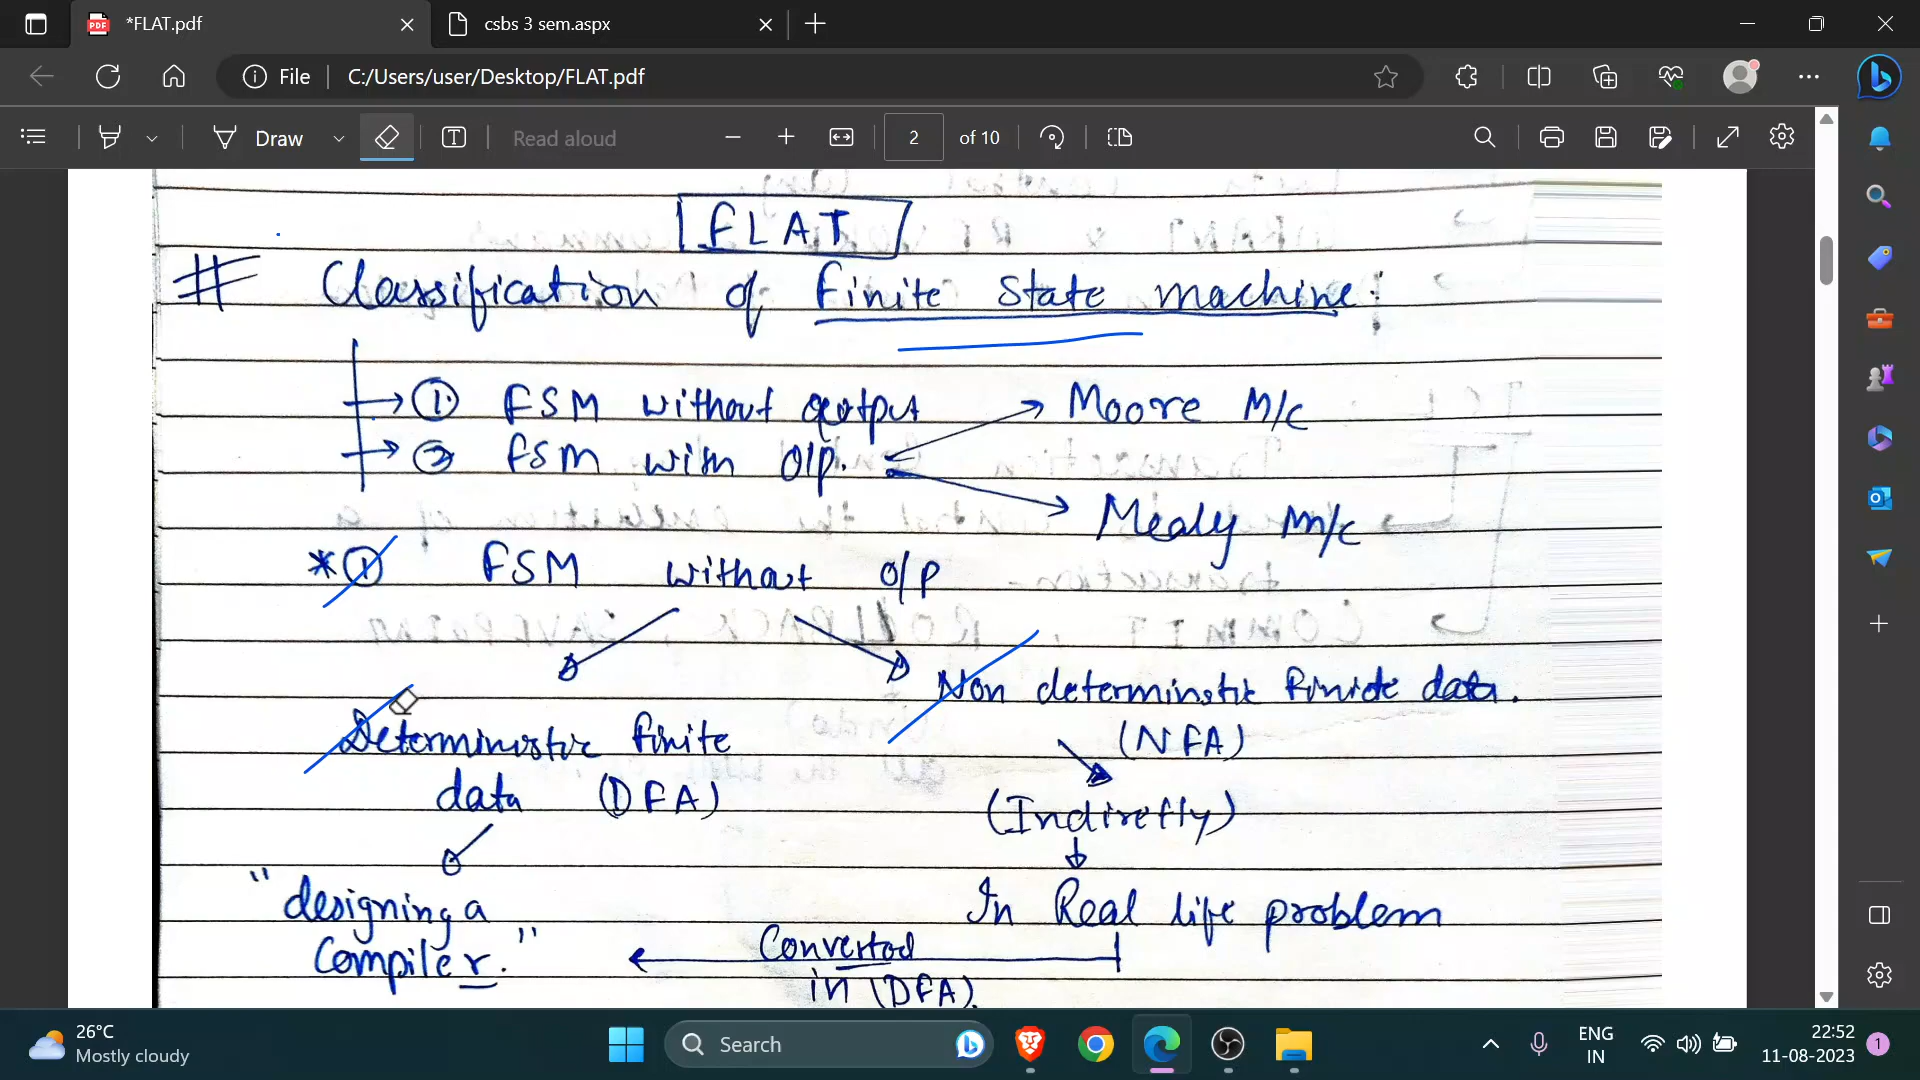 *FLAT.pdf
csbs 3 sem.aspx
File
C:/Users/user/Desktop/FLAT.pdf
Draw
Read aloud
2 of 10
FLAT
# Classification of finite state machine:
→ ① FSM without output → Moore M/c
→ ② FSM with O/P. → Mealy M/c
*① FSM without O/P
Non deterministic finite data.
Deterministic finite
(NFA)
data (DFA)
(Indirectly)
"designing a
In Real life problem
Compiler."
Converted
in (DFA).
26°C
Mostly cloudy
Search
ENG
IN
22:52
11-08-2023
1